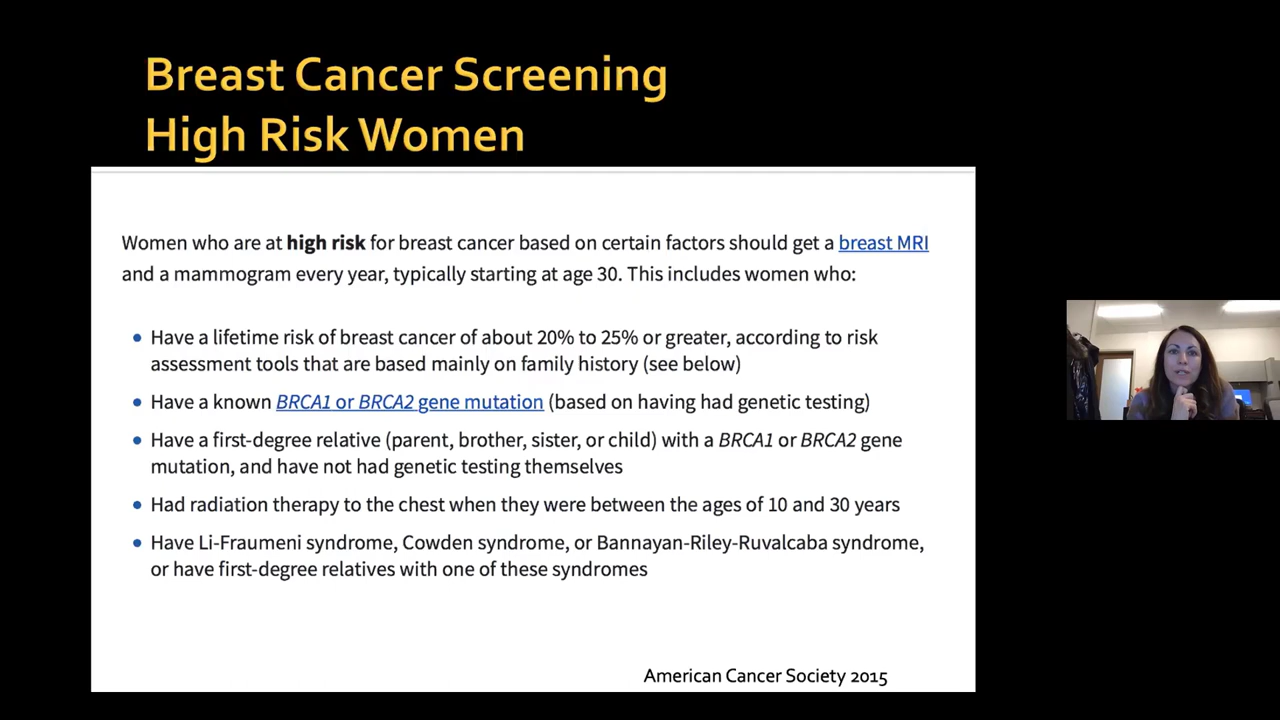 Breast Cancer Screening
High Risk Women
Women who are at high risk for breast cancer based on certain factors should get a breast MRI
and a mammogram every year, typically starting at age 30. This includes women who:
• Have a lifetime risk of breast cancer of about 20% to 25% or greater, according to risk
assessment tools that are based mainly on family history (see below)
• Have a known BRCA1 or BRCA2 gene mutation (based on having had genetic testing)
• Have a first-degree relative (parent, brother, sister, or child) with a BRCA1 or BRCA2 gene
mutation, and have not had genetic testing themselves
• Had radiation therapy to the chest when they were between the ages of 10 and 30 years
• Have Li-Fraumeni syndrome, Cowden syndrome, or Bannayan-Riley-Ruvalcaba syndrome,
or have first-degree relatives with one of these syndromes
American Cancer Society 2015